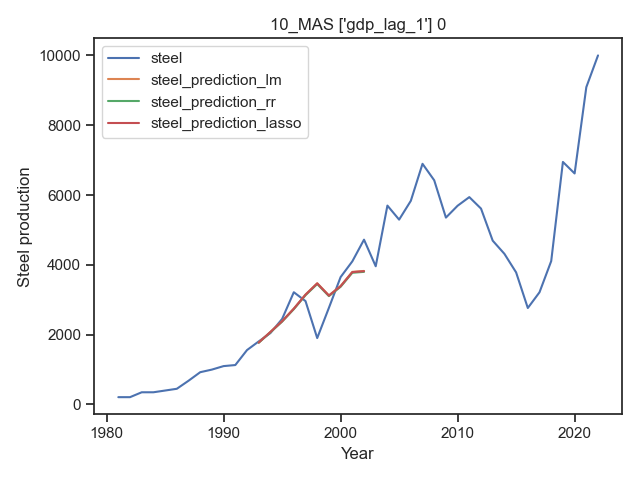 10_MAS ['gdp_lag_1'] 0
steel
steel_prediction_lm
steel_prediction_rr
steel_prediction_lasso
10000
8000
6000
4000
2000
0
Steel production
1980
1990
2000
2010
2020
Year